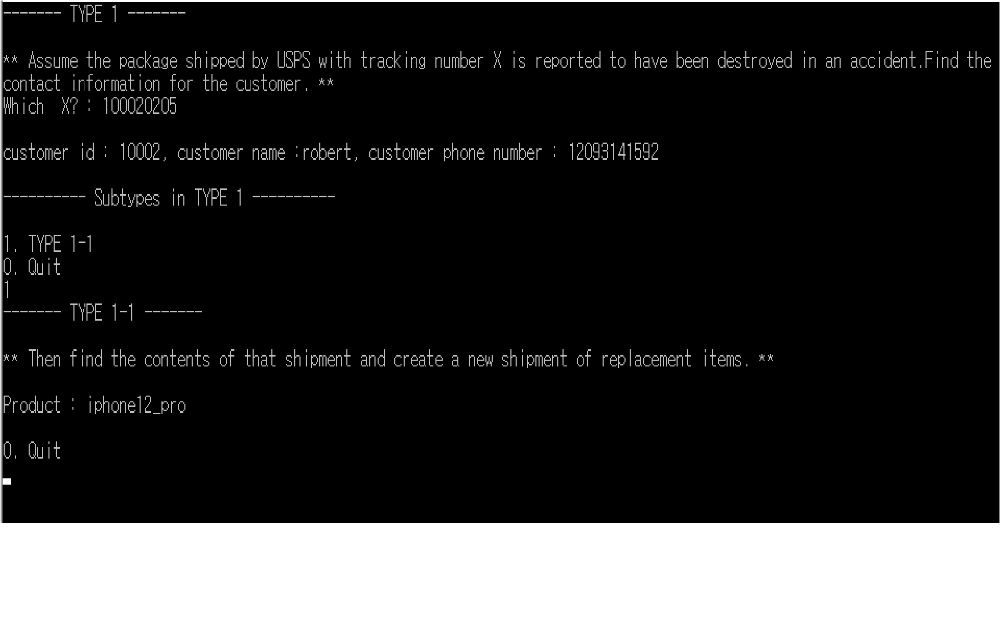 ------- TYPE 1 -------
** Assume the package shipped by USPS with tracking number X is reported to have been destroyed in an accident.Find the
contact information for the customer. **
Which  X? : 100020205
customer id : 10002, customer name :robert, customer phone number : 12093141592
---------- Subtypes in TYPE 1 ----------
1. TYPE 1-1
0. Quit
1
------- TYPE 1-1 -------
** Then find the contents of that shipment and create a new shipment of replacement items. **
Product : iphone12_pro
0. Quit